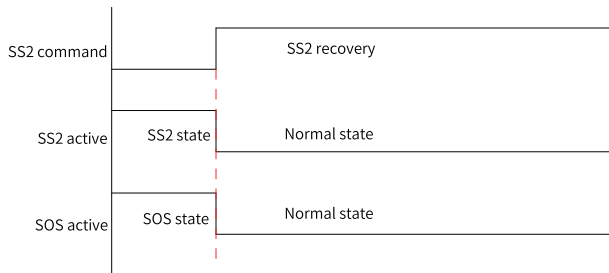 SS2 command
SS2 recovery
SS2 active
SS2 state
Normal state
SOS active
SOS state
Normal state